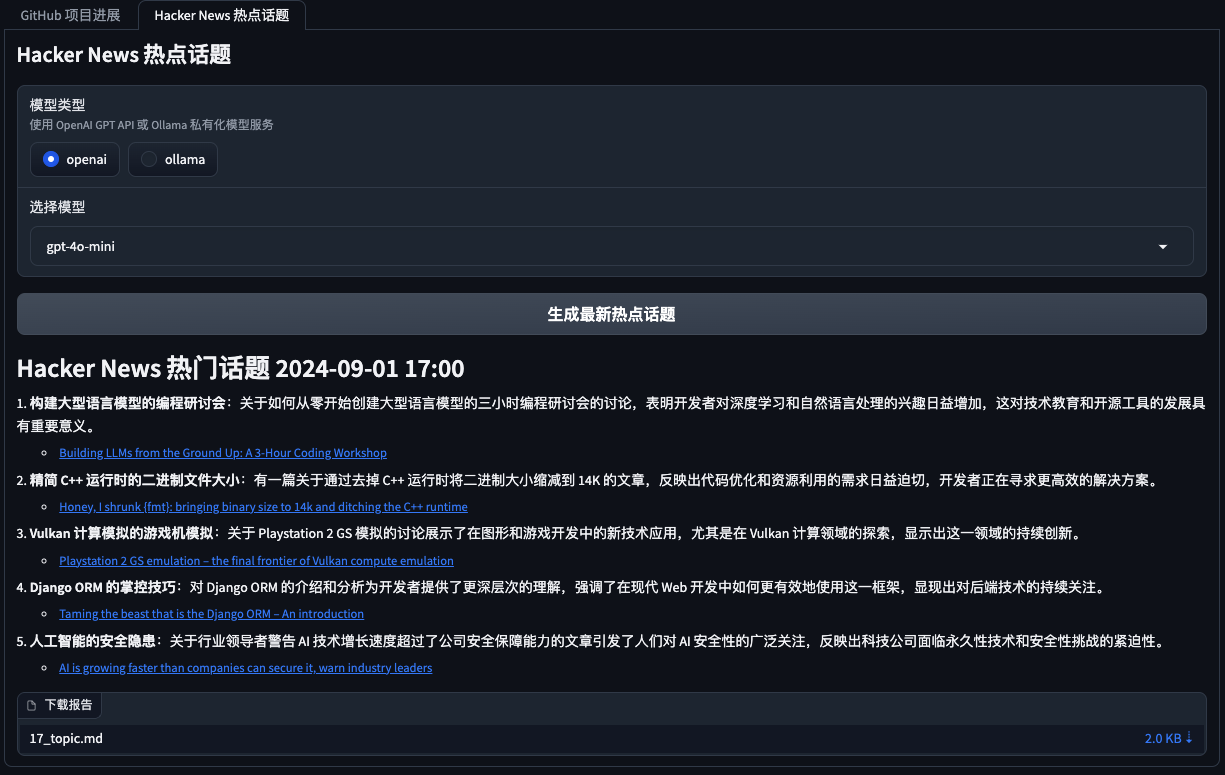 GitHub 项目进展
Hacker News 热点话题
Hacker News 热点话题
模型类型
使用 OpenAI GPT API 或 Ollama 私有化模型服务
openai
ollama
选择模型
gpt-4o-mini
生成最新热点话题
Hacker News 热门话题 2024-09-01 17:00
1. 构建大型语言模型的编程研讨会：关于如何从零开始创建大型语言模型的三小时编程研讨会的讨论，表明开发者对深度学习和自然语言处理的兴趣日益增加，这对技术教育和开源工具的发展具
有重要意义。
Building LLMs from the Ground Up: A 3-Hour Coding Workshop
2. 精简 C++ 运行时的二进制文件大小：有一篇关于通过去掉 C++ 运行时将二进制大小缩减到 14K 的文章，反映出代码优化和资源利用的需求日益迫切，开发者正在寻求更高效的解决方案。
Honey, I shrunk {fmt}: bringing binary size to 14k and ditching the C++ runtime
3. Vulkan 计算模拟的游戏机模拟：关于 Playstation 2 GS 模拟的讨论展示了在图形和游戏开发中的新技术应用，尤其是在 Vulkan 计算领域的探索，显示出这一领域的持续创新。
Playstation 2 GS emulation – the final frontier of Vulkan compute emulation
4. Django ORM 的掌控技巧：对 Django ORM 的介绍和分析为开发者提供了更深层次的理解，强调了在现代 Web 开发中如何更有效地使用这一框架，显现出对后端技术的持续关注。
Taming the beast that is the Django ORM – An introduction
5. 人工智能的安全隐患：关于行业领导者警告 AI 技术增长速度超过了公司安全保障能力的文章引发了人们对 AI 安全性的广泛关注，反映出科技公司面临永久性技术和安全性挑战的紧迫性。
AI is growing faster than companies can secure it, warn industry leaders
下载报告
17_topic.md
2.0 KB ⇣